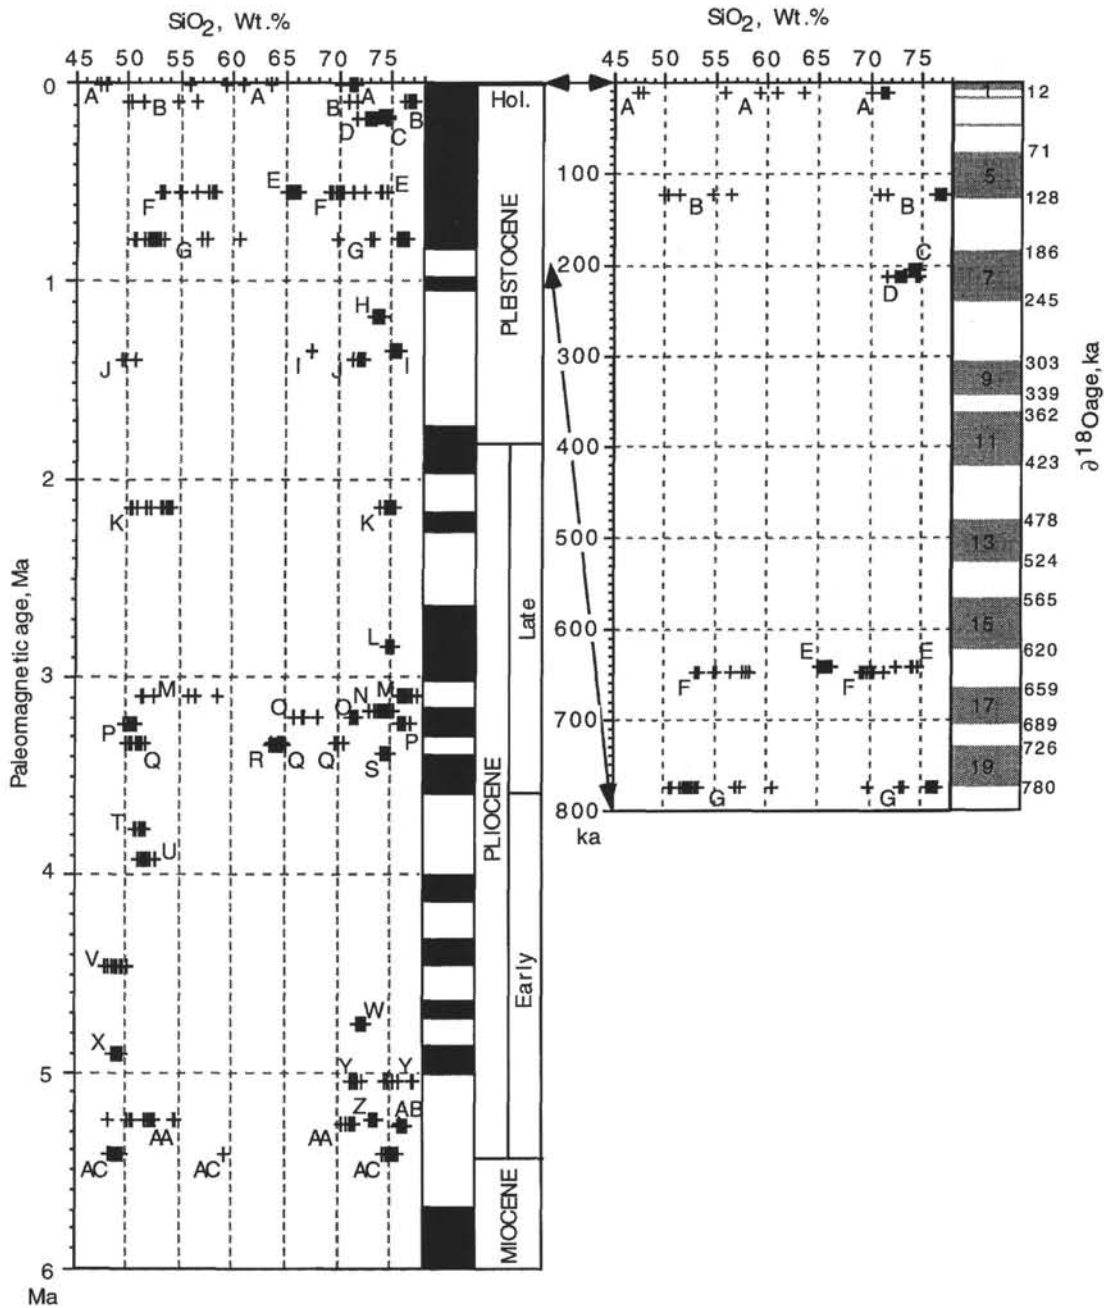 SiO2, Wt.%
45 50 55 60 65 70 75
0
A A A
B B B
D C
E E
F F
G G
1
H
J I J I
2
K K
L
3
M N M
O O
P P
Q R Q Q
S
T
U
4
V
W
X
5
Y Y
Z AB
AA AA
AC AC AC
6
Ma
Paleomagnetic age, Ma
Hol.
PLEISTOCENE
Late
PLIOCENE
Early
MIOCENE
SiO2, Wt.%
45 50 55 60 65 70 75
A A A
1 12
71
100
5
B B
128
186
C
200
7
D
245
300
303
9
339
362
11
400
423
478
500
13
524
565
15
600
620
E E
F F
659
17
689
700
726
19
G G
780
800
ka
∂18Oage, ka